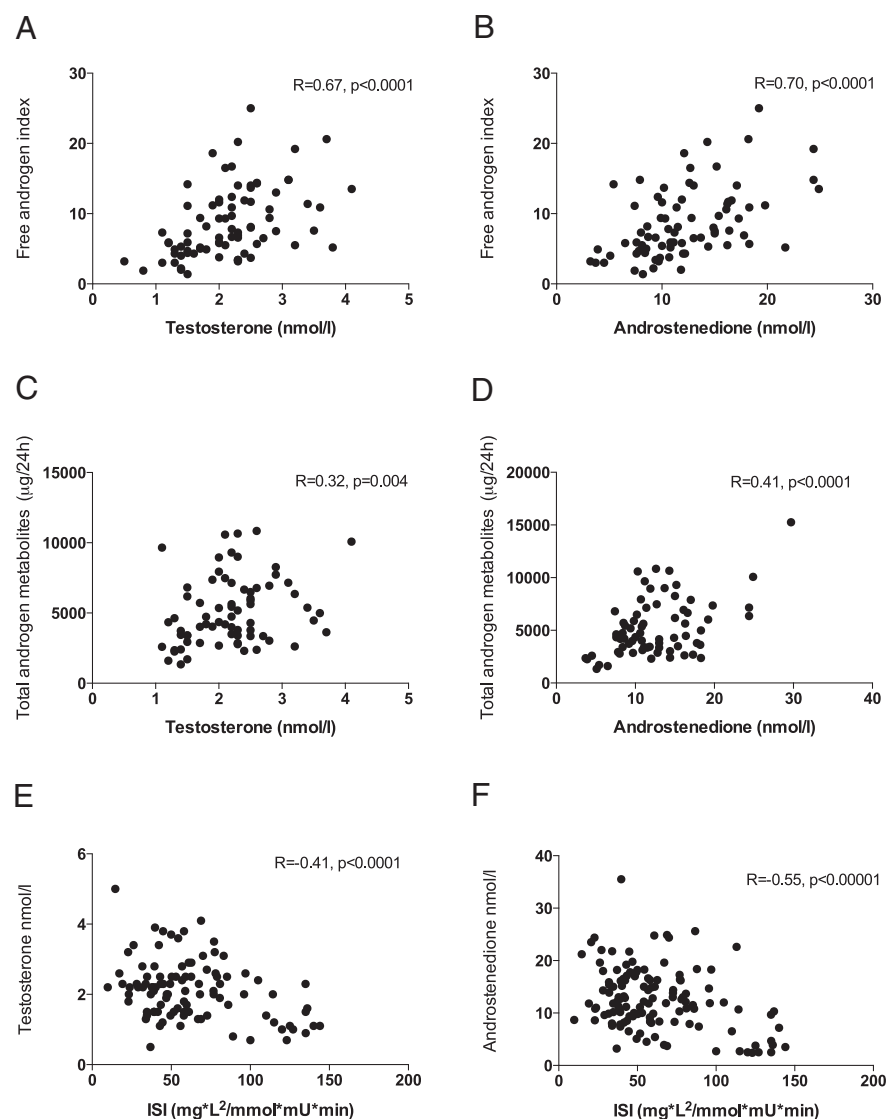 A
Free androgen index
30
20
10
0
R=0.67, p<0.0001
0 1 2 3 4 5
Testosterone (nmol/l)
B
Free androgen index
30
20
10
0
R=0.70, p<0.0001
0 10 20 30
Androstenedione (nmol/l)
C
Total androgen metabolites (μg/24h)
15000
10000
5000
0
R=0.32, p=0.004
0 1 2 3 4 5
Testosterone (nmol/l)
D
Total androgen metabolites (μg/24h)
20000
15000
10000
5000
0
R=0.41, p<0.0001
0 10 20 30 40
Androstenedione (nmol/l)
E
Testosterone nmol/l
6
4
2
0
R=-0.41, p<0.0001
0 50 100 150 200
ISI (mg*L²/mmol*mU*min)
F
Androstenedione nmol/l
40
30
20
10
0
R=-0.55, p<0.00001
0 50 100 150 200
ISI (mg*L²/mmol*mU*min)